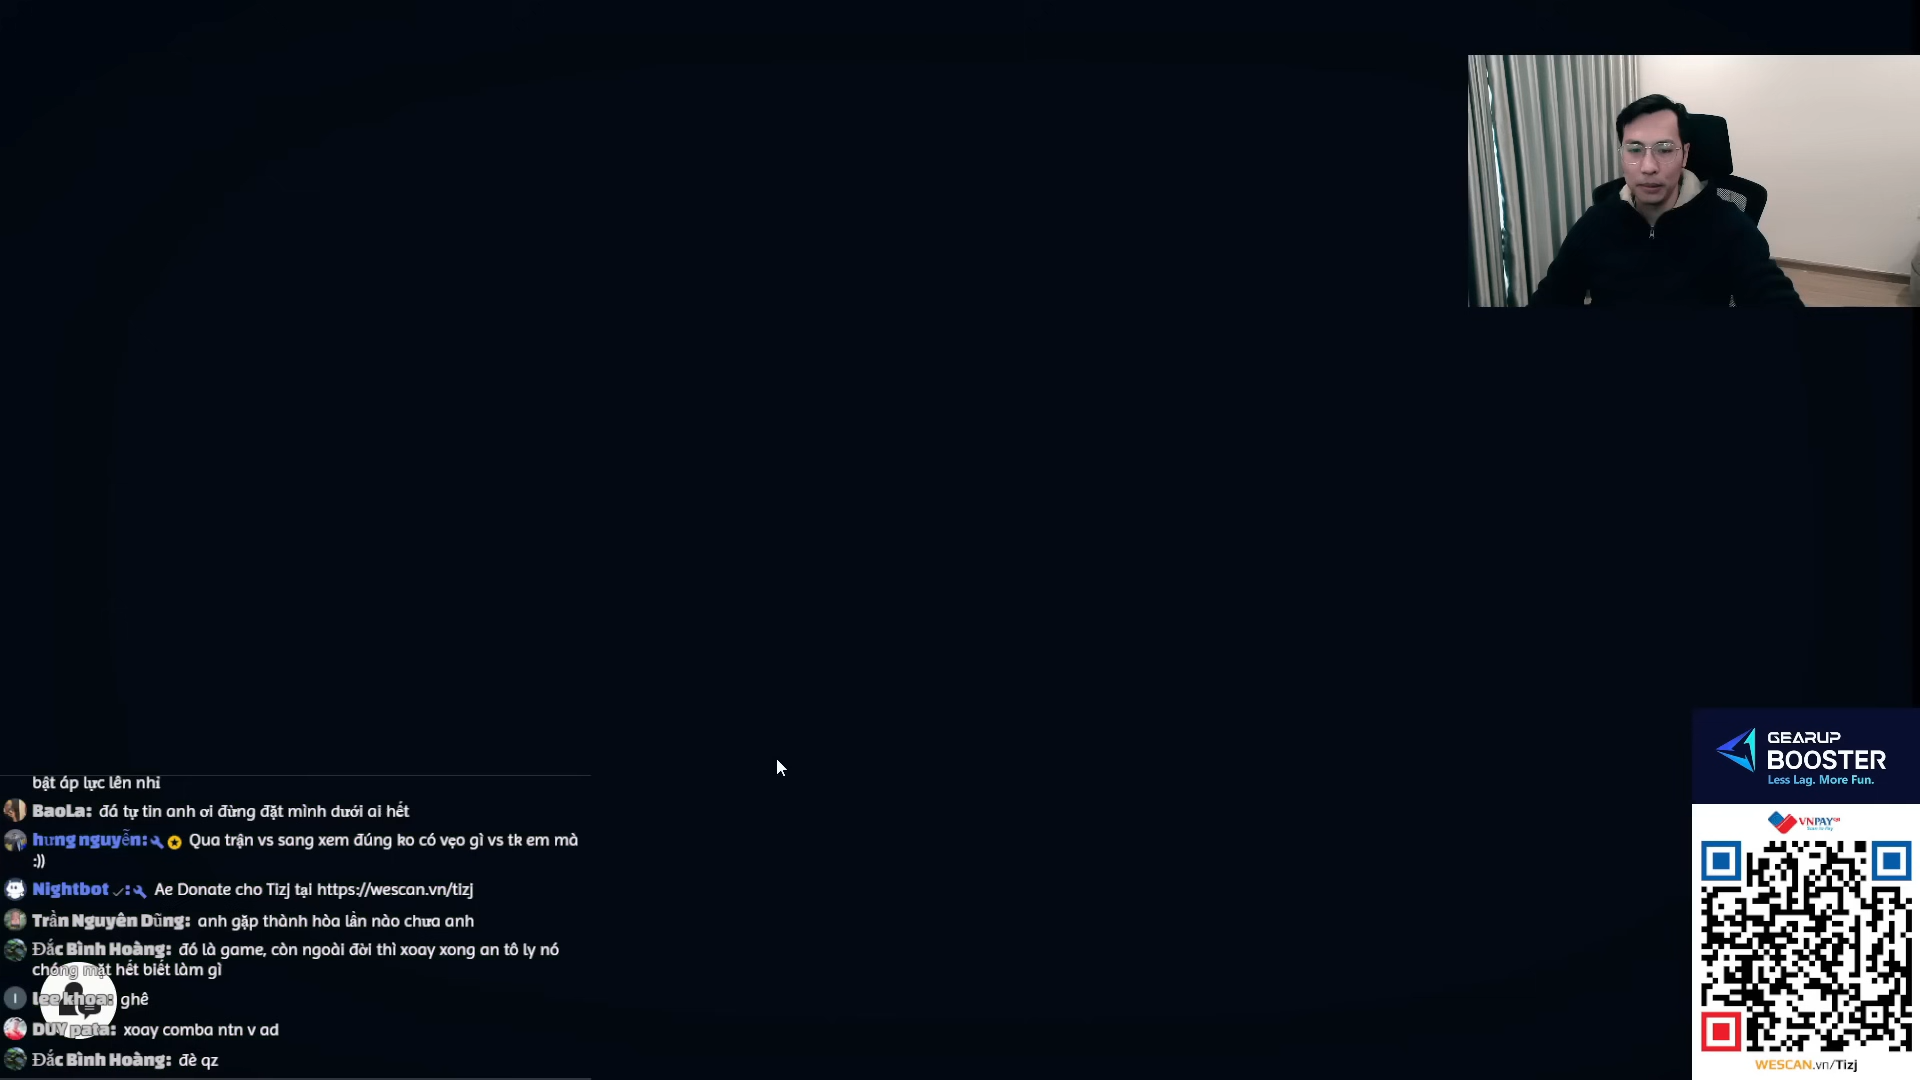 bật áp lực lên nhỉ
BaoLa: đá tự tin anh ơi đừng đặt mình dưới ai hết
hưng nguyễn: Qua trận vs sang xem đúng ko có vẹo gì vs tk em mà
:))
Nightbot: Ae Donate cho Tizj tại https://wescan.vn/tizj
Trần Nguyên Dũng: anh gặp thành hòa lần nào chưa anh
Đắc Bình Hoàng: đó là game, còn ngoài đời thì xoay xong an tô ly nó
chóng mặt hết biết làm gì
lee khoa: ghê
DUY pata: xoay comba ntn v ad
Đắc Bình Hoàng: đè qz
GEARUP
BOOSTER
Less Lag. More Fun.
VNPAY
WESCAN.vn/Tizj